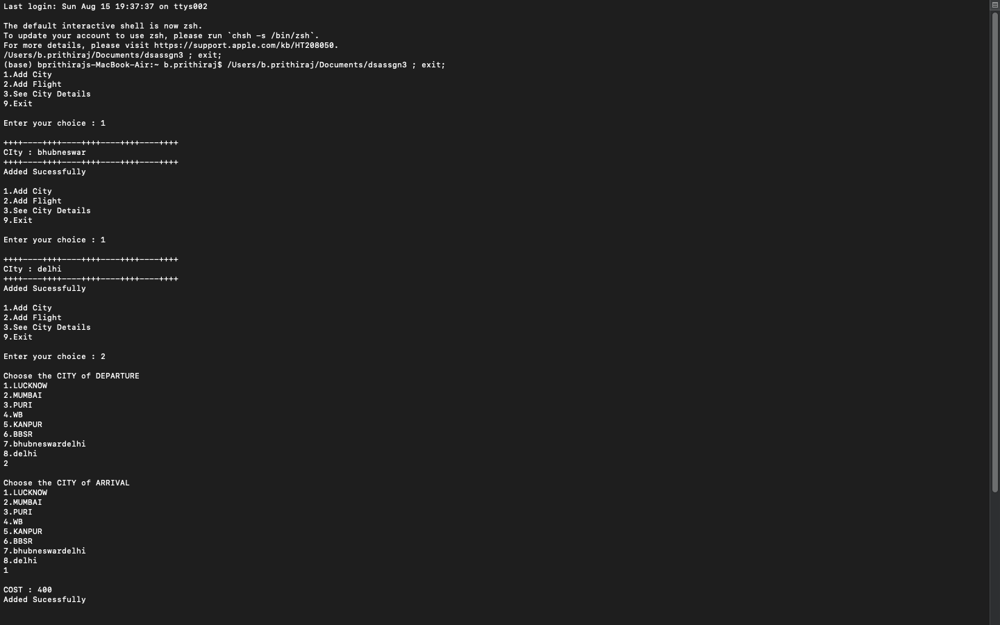 Last login: Sun Aug 15 19:37:37 on ttys002
The default interactive shell is now zsh.
To update your account to use zsh, please run `chsh -s /bin/zsh`.
For more details, please visit https://support.apple.com/kb/HT208050.
/Users/b.prithiraj/Documents/dsassgn3 ; exit;
(base) bprithirajs-MacBook-Air:~ b.prithiraj$ /Users/b.prithiraj/Documents/dsassgn3 ; exit;
1.Add City
2.Add Flight
3.See City Details
9.Exit
Enter your choice : 1
++++----++++----++++----++++----++++
CIty : bhubneswar
++++----++++----++++----++++----++++
Added Sucessfully
1.Add City
2.Add Flight
3.See City Details
9.Exit
Enter your choice : 1
++++----++++----++++----++++----++++
CIty : delhi
++++----++++----++++----++++----++++
Added Sucessfully
1.Add City
2.Add Flight
3.See City Details
9.Exit
Enter your choice : 2
Choose the CITY of DEPARTURE
1.LUCKNOW
2.MUMBAI
3.PURI
4.WB
5.KANPUR
6.BBSR
7.bhubneswardelhi
8.delhi
2
Choose the CITY of ARRIVAL
1.LUCKNOW
2.MUMBAI
3.PURI
4.WB
5.KANPUR
6.BBSR
7.bhubneswardelhi
8.delhi
1
COST : 400
Added Sucessfully